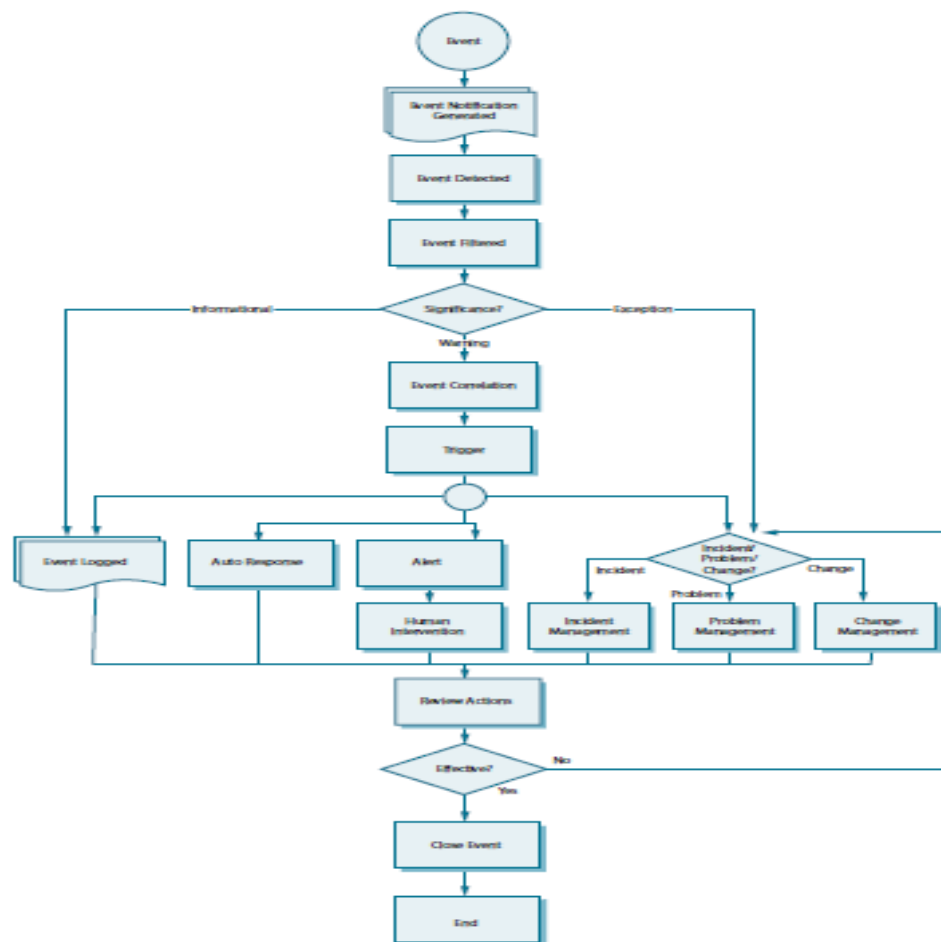 Event
Event Notification
Generated
Event Detected
Event Filtered
Informational
Significance?
Exception
Warning
Event Correlation
Trigger
Event Logged
Auto Response
Alert
Incident/
Problem/
Change?
Incident
Problem
Change
Human
Intervention
Incident
Management
Problem
Management
Change
Management
Review Actions
Effective?
No
Yes
Close Event
End